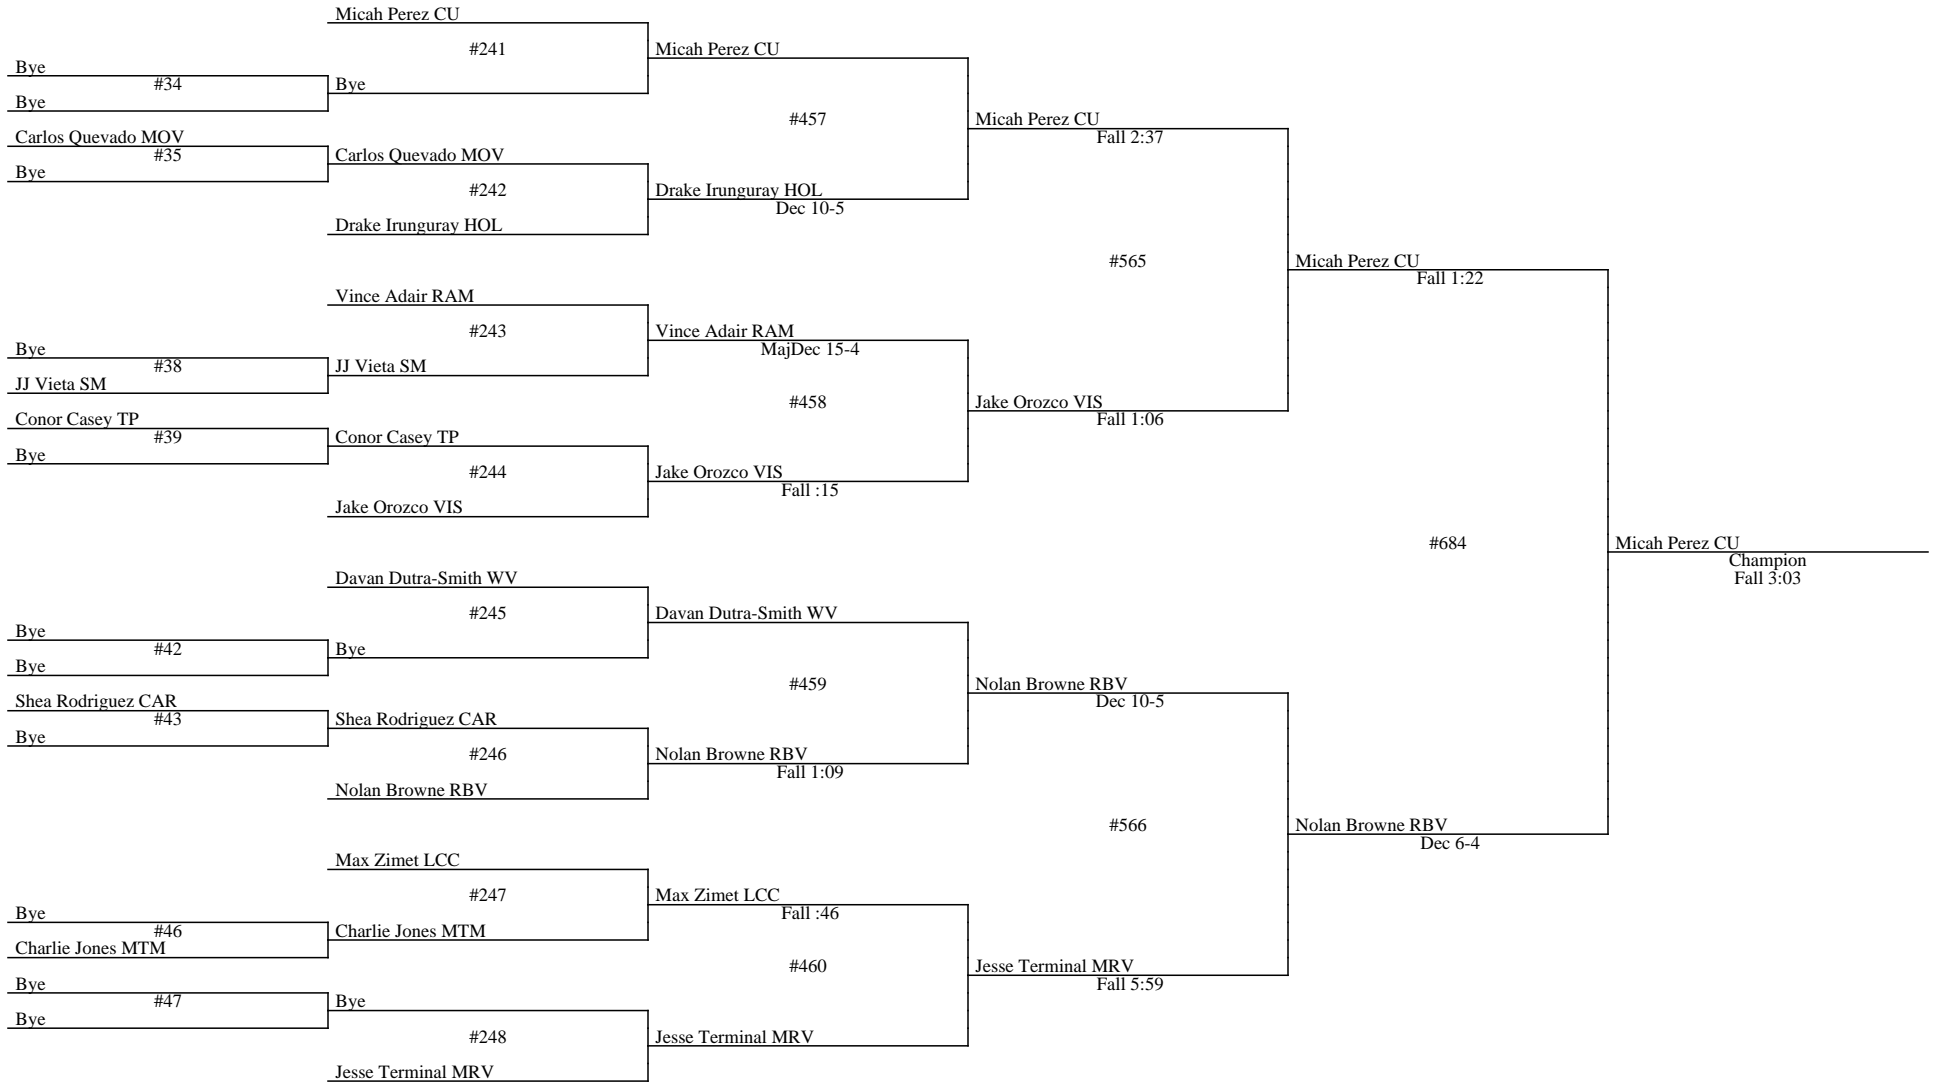 Micah Perez CU
#241
Micah Perez CU
Bye
#34
Bye
Bye
Carlos Quevado MOV
#35
Carlos Quevado MOV
Bye
#242
Drake Irunguray HOL
Dec 10-5
Drake Irunguray HOL
#457
Micah Perez CU
Fall 2:37
#565
Micah Perez CU
Fall 1:22
Vince Adair RAM
#243
Vince Adair RAM
MajDec 15-4
Bye
#38
JJ Vieta SM
JJ Vieta SM
Conor Casey TP
#39
Conor Casey TP
Bye
#244
Jake Orozco VIS
Fall :15
Jake Orozco VIS
#458
Jake Orozco VIS
Fall 1:06
#684
Micah Perez CU
Champion
Fall 3:03
Davan Dutra-Smith WV
#245
Davan Dutra-Smith WV
Bye
#42
Bye
Bye
Shea Rodriguez CAR
#43
Shea Rodriguez CAR
Bye
#246
Nolan Browne RBV
Fall 1:09
Nolan Browne RBV
#459
Nolan Browne RBV
Dec 10-5
#566
Nolan Browne RBV
Dec 6-4
Max Zimet LCC
#247
Max Zimet LCC
Fall :46
Bye
#46
Charlie Jones MTM
Charlie Jones MTM
Bye
#47
Bye
Bye
#248
Jesse Terminal MRV
Jesse Terminal MRV
#460
Jesse Terminal MRV
Fall 5:59